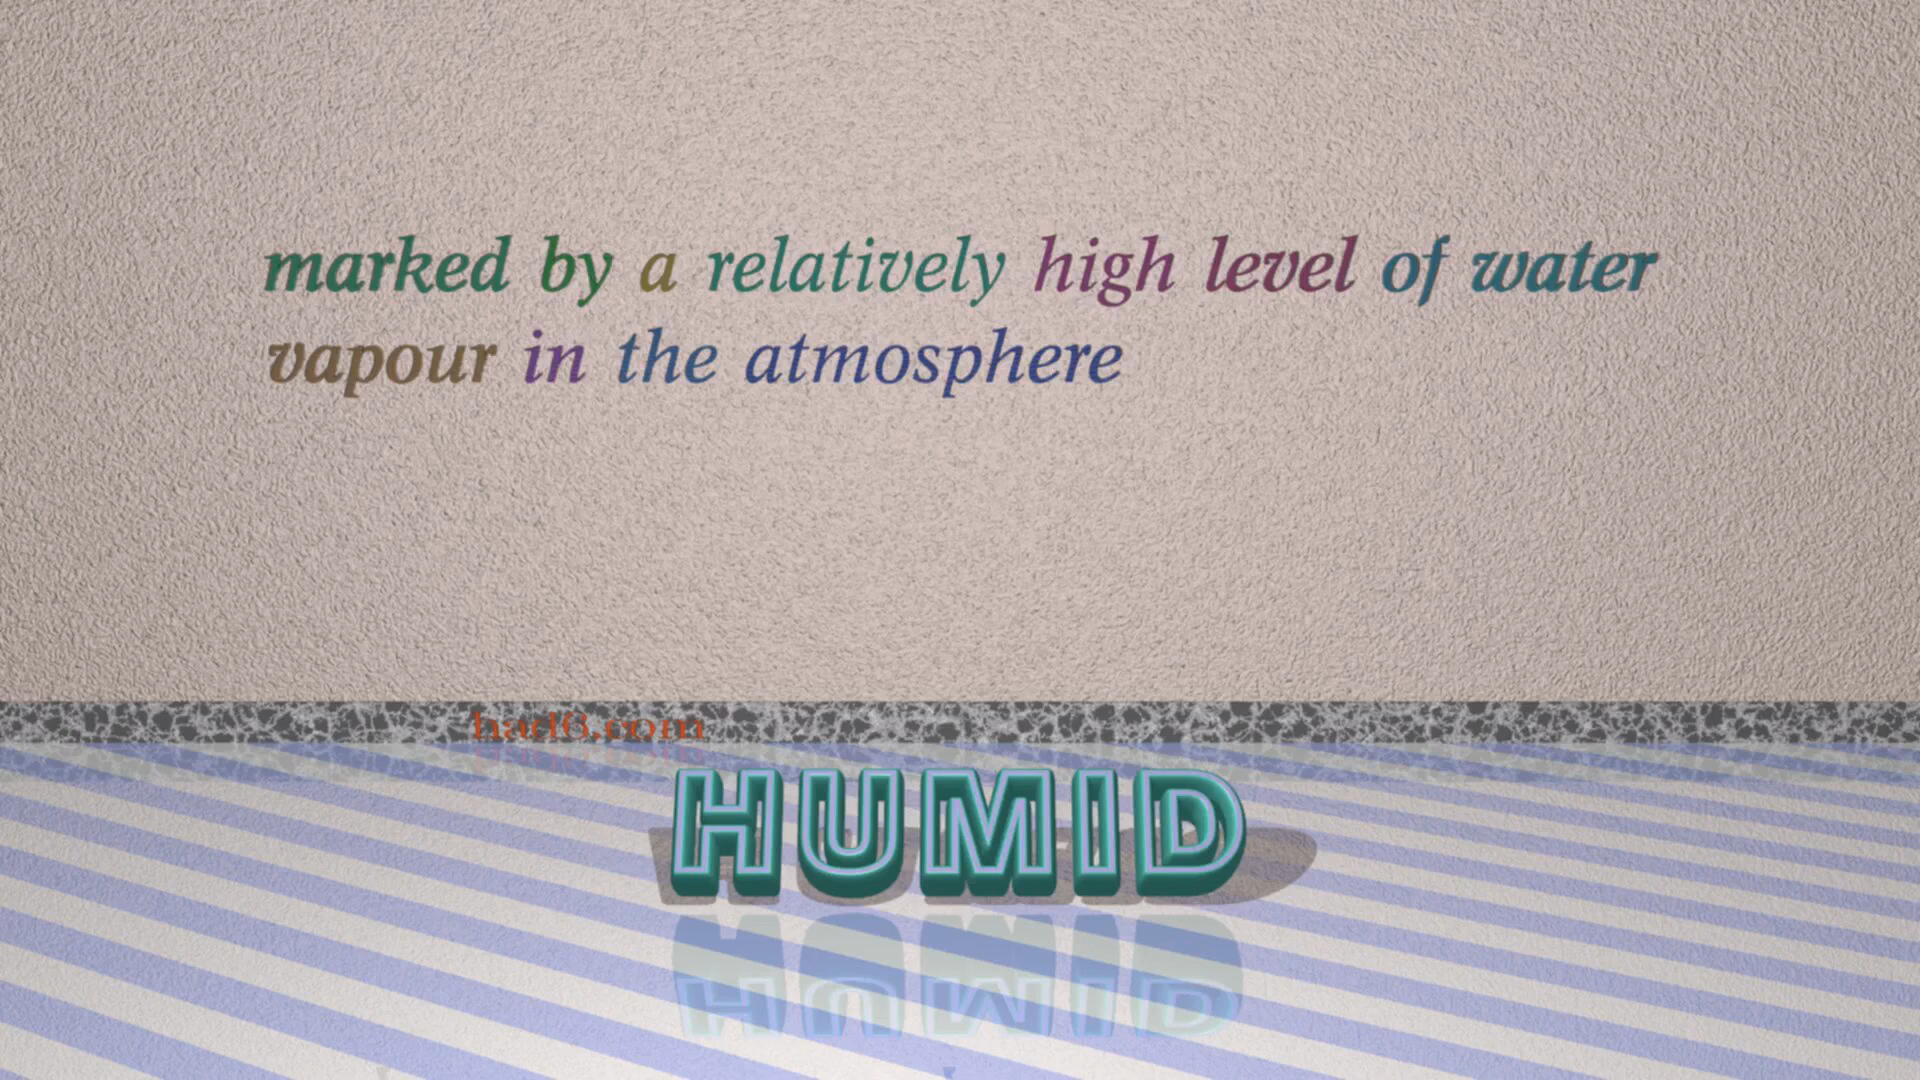 marked by a relatively high level of water
vapour in the atmosphere
had6.com
HUMID